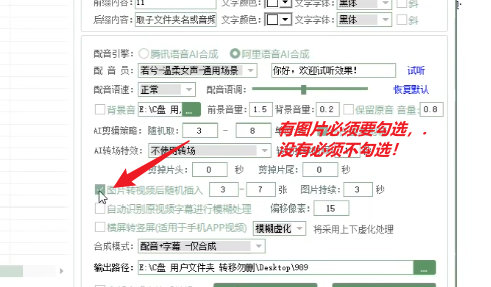 前缀内容: 11 文字颜色: 文字字体: 黑体 斜
后缀内容: 取子文件夹名或音频 文字颜色: 文字字体: 黑体 斜
配音引擎: 腾讯语音AI合成 阿里语音AI合成
配 音 员: 若兮-温柔女声-通用场景 你好，欢迎试听效果! 试听
配音语速: 正常 配音语调: 恢复默认
背景音 E:\C盘 用, ... 前景音量: 1.5 背景音量: 0.2 保留原音 音量: 0.8
AI剪辑策略: 随机取: 3 - 8 单
有图片必须要勾选，.
没有必须不勾选!
AI转场特效: 不使用转场
剪掉片头: 0 秒 剪掉片尾: 0 秒
图片转视频后随机插入 3 - 7 张 图片持续: 3 秒
自动识别原视频字幕进行模糊处理 偏移像素: 15
横屏转竖屏(适用于手机APP视频) 模糊虚化 将采用上下虚化处理
合成模式: 配音+字幕 -仅合成
输出路径: E:\C盘 用户文件夹 转移勿删\Desktop\989 ...